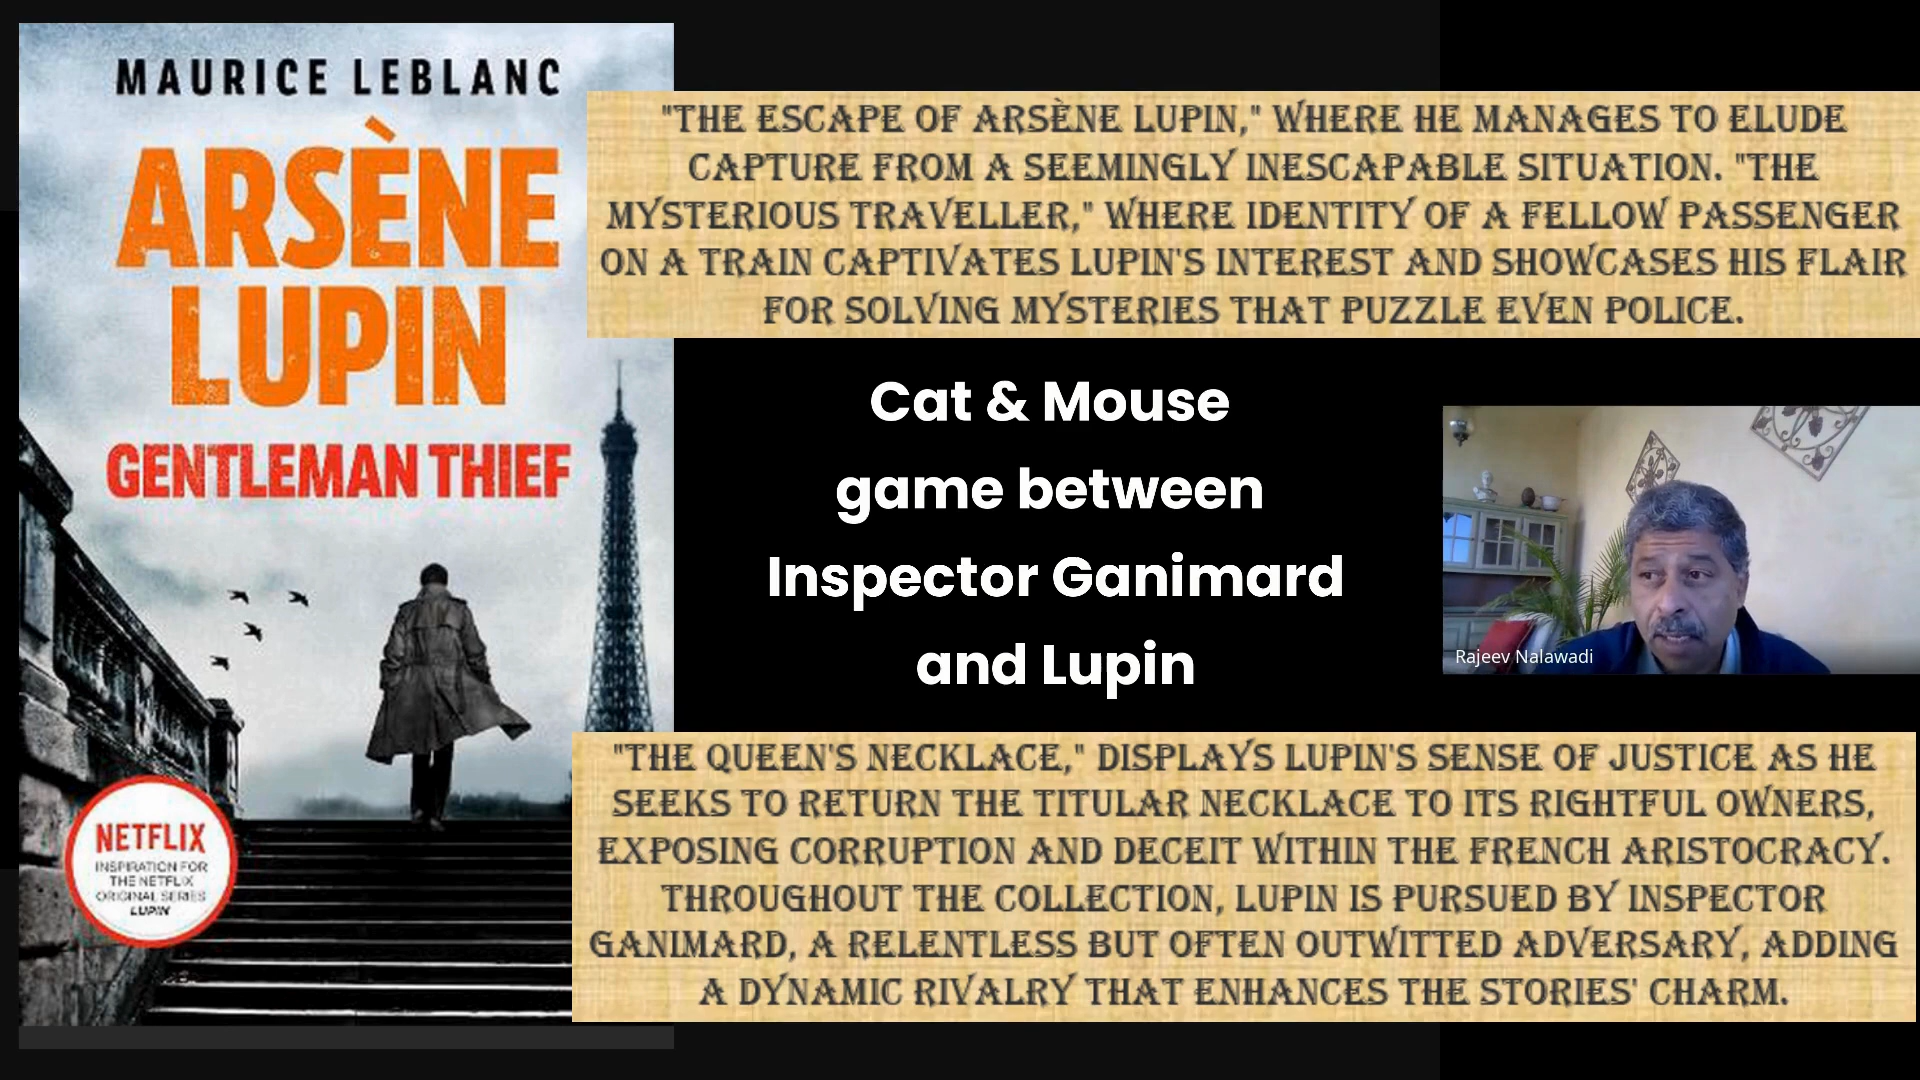 MAURICE LEBLANC
ARSÈNE
LUPIN
GENTLEMAN THIEF
NETFLIX
INSPIRATION FOR
THE NETFLIX
ORIGINAL SERIES
LUPIN
"THE ESCAPE OF ARSÈNE LUPIN," WHERE HE MANAGES TO ELUDE
CAPTURE FROM A SEEMINGLY INESCAPABLE SITUATION. "THE
MYSTERIOUS TRAVELLER," WHERE IDENTITY OF A FELLOW PASSENGER
ON A TRAIN CAPTIVATES LUPIN'S INTEREST AND SHOWCASES HIS FLAIR
FOR SOLVING MYSTERIES THAT PUZZLE EVEN POLICE.
Cat & Mouse
game between
Inspector Ganimard
and Lupin
Rajeev Nalawadi
"THE QUEEN'S NECKLACE," DISPLAYS LUPIN'S SENSE OF JUSTICE AS HE
SEEKS TO RETURN THE TITULAR NECKLACE TO ITS RIGHTFUL OWNERS,
EXPOSING CORRUPTION AND DECEIT WITHIN THE FRENCH ARISTOCRACY.
THROUGHOUT THE COLLECTION, LUPIN IS PURSUED BY INSPECTOR
GANIMARD, A RELENTLESS BUT OFTEN OUTWITTED ADVERSARY, ADDING
A DYNAMIC RIVALRY THAT ENHANCES THE STORIES' CHARM.